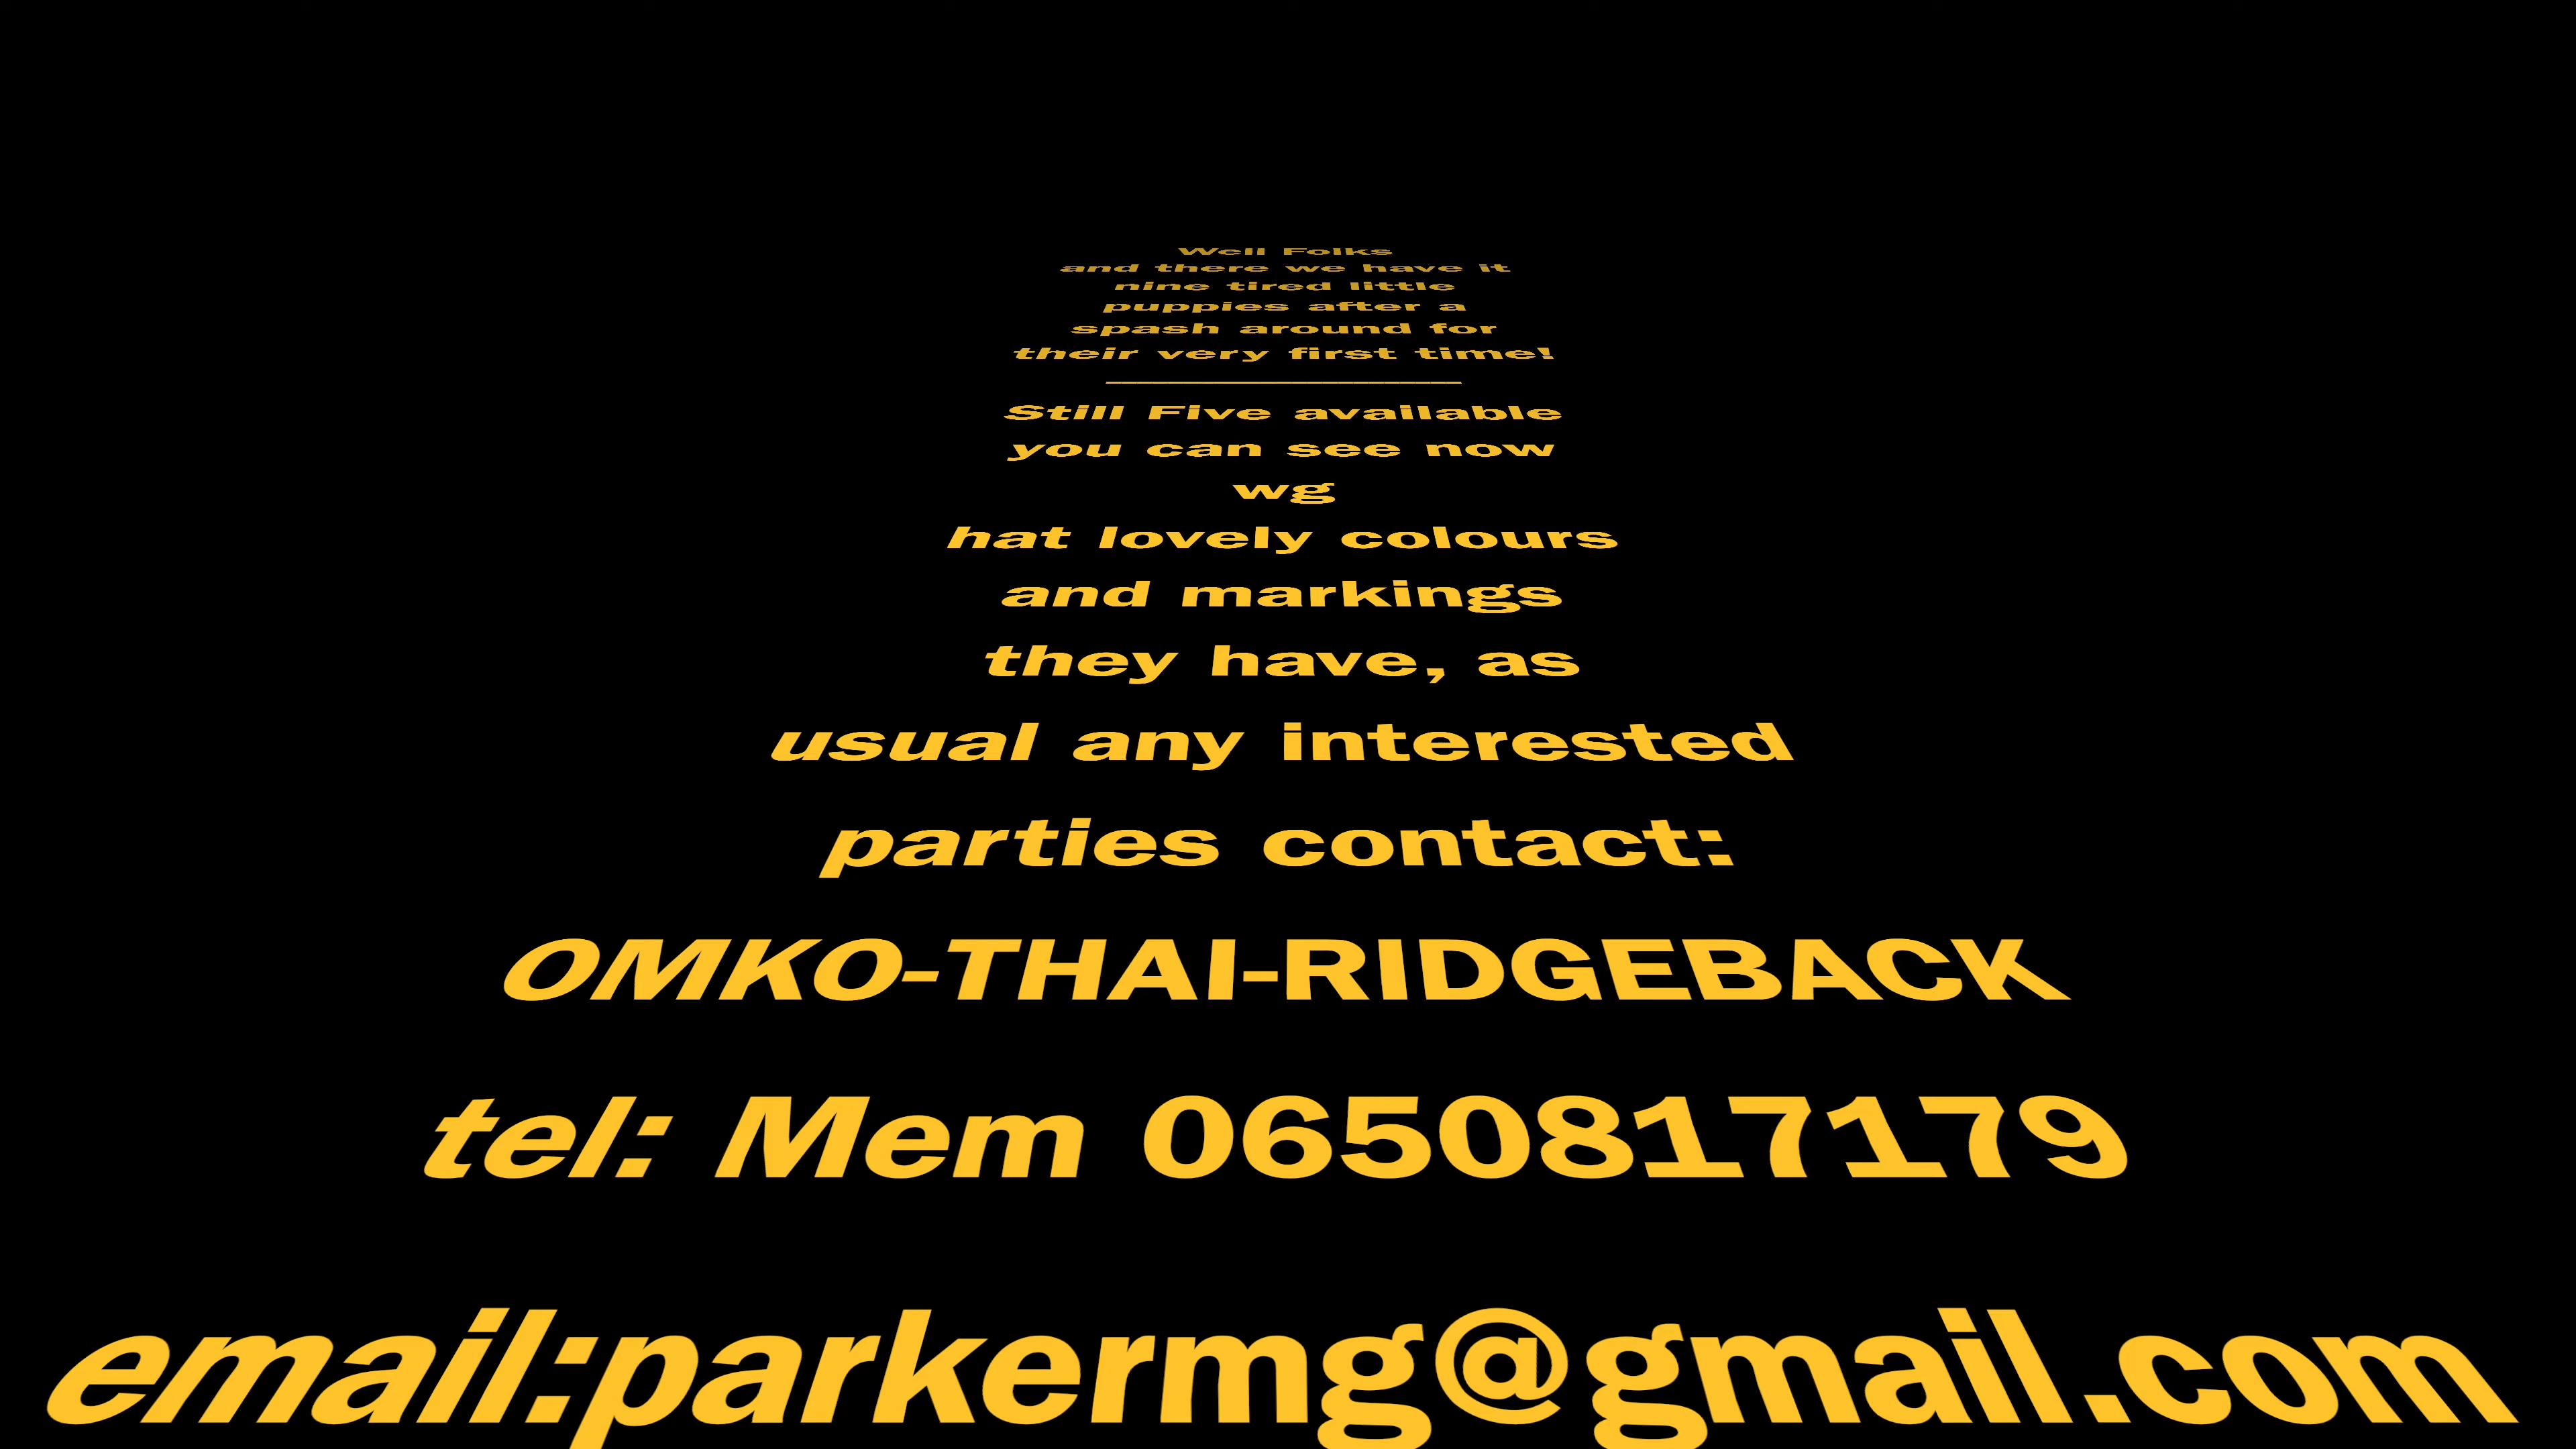 Well Folks
and there we have it
nine tired little
puppies after a
spash around for
their very first time!
Still Five available
you can see now
wg
hat lovely colours
and markings
they have, as
usual any interested
parties contact:
OMKO-THAI-RIDGEBACK
tel: Mem 0650817179
email:parkermg@gmail.com